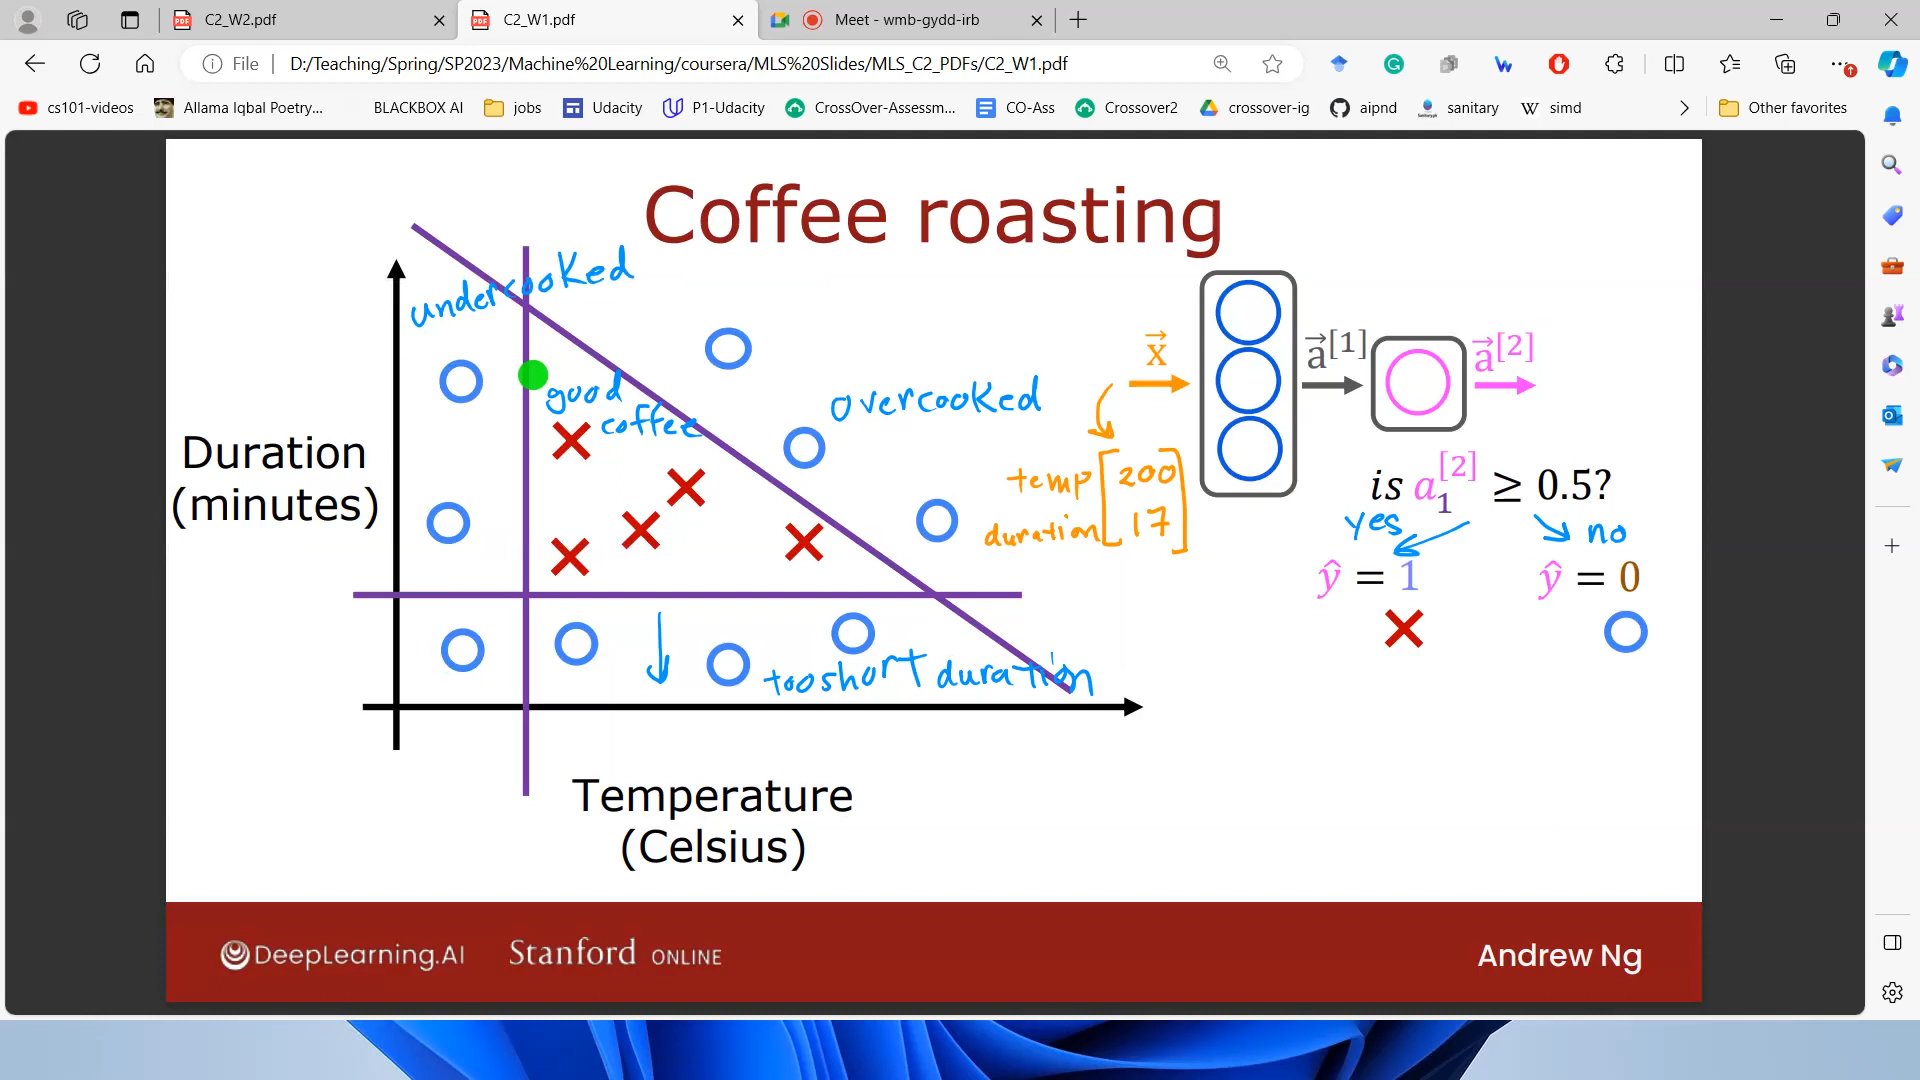 C2_W2.pdf
C2_W1.pdf
Meet - wmb-gydd-irb
File
D:/Teaching/Spring/SP2023/Machine%20Learning/coursera/MLS%20Slides/MLS_C2_PDFs/C2_W1.pdf
cs101-videos
Allama Iqbal Poetry...
BLACKBOX AI
jobs
Udacity
P1-Udacity
CrossOver-Assessm...
CO-Ass
Crossover2
crossover-ig
aipnd
sanitary
W simd
Other favorites
Coffee roasting
undercooked
good
coffee
overcooked
Duration
(minutes)
too short duration
Temperature
(Celsius)
x⃗
a⃗[1]
a⃗[2]
temp [200
duration 17]
is a₁[2] ≥ 0.5?
yes
no
ŷ = 1
ŷ = 0
DeepLearning.AI
Stanford ONLINE
Andrew Ng